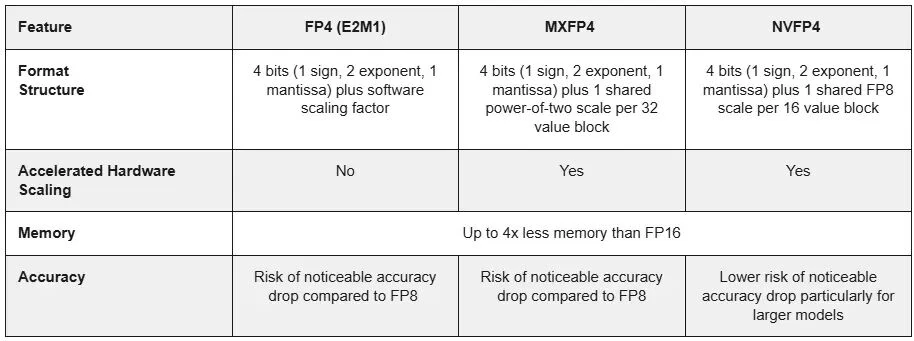 Feature
FP4 (E2M1)
MXFP4
NVFP4
Format
Structure
4 bits (1 sign, 2 exponent, 1
mantissa) plus software
scaling factor
4 bits (1 sign, 2 exponent, 1
mantissa) plus 1 shared
power-of-two scale per 32
value block
4 bits (1 sign, 2 exponent, 1
mantissa) plus 1 shared FP8
scale per 16 value block
Accelerated Hardware
Scaling
No
Yes
Yes
Memory
Up to 4x less memory than FP16
Accuracy
Risk of noticeable accuracy
drop compared to FP8
Risk of noticeable accuracy
drop compared to FP8
Lower risk of noticeable
accuracy drop particularly for
larger models